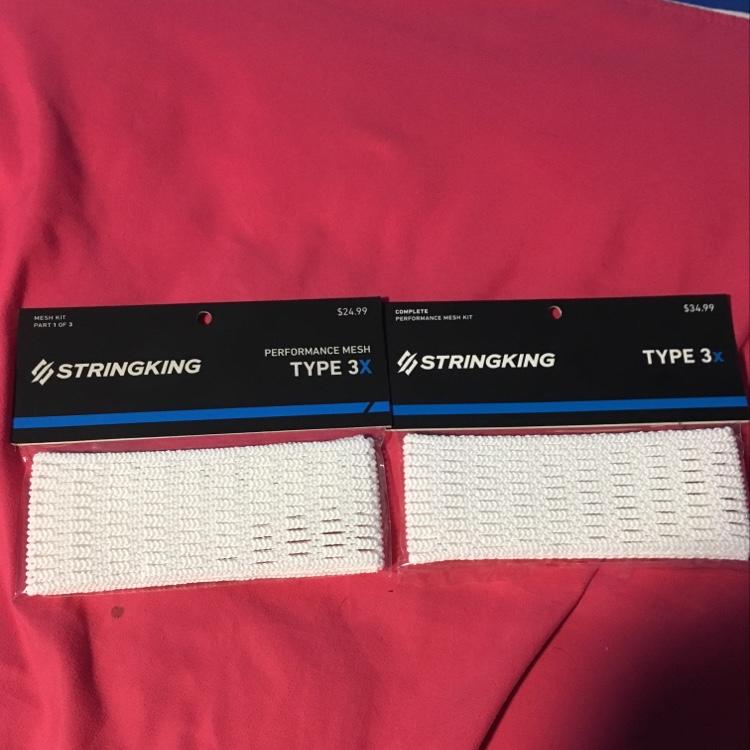 MESH KIT
PART 1 OF 3
$24.99
STRINGKING
PERFORMANCE MESH
TYPE 3X
COMPLETE
PERFORMANCE MESH KIT
$34.99
STRINGKING
TYPE 3x